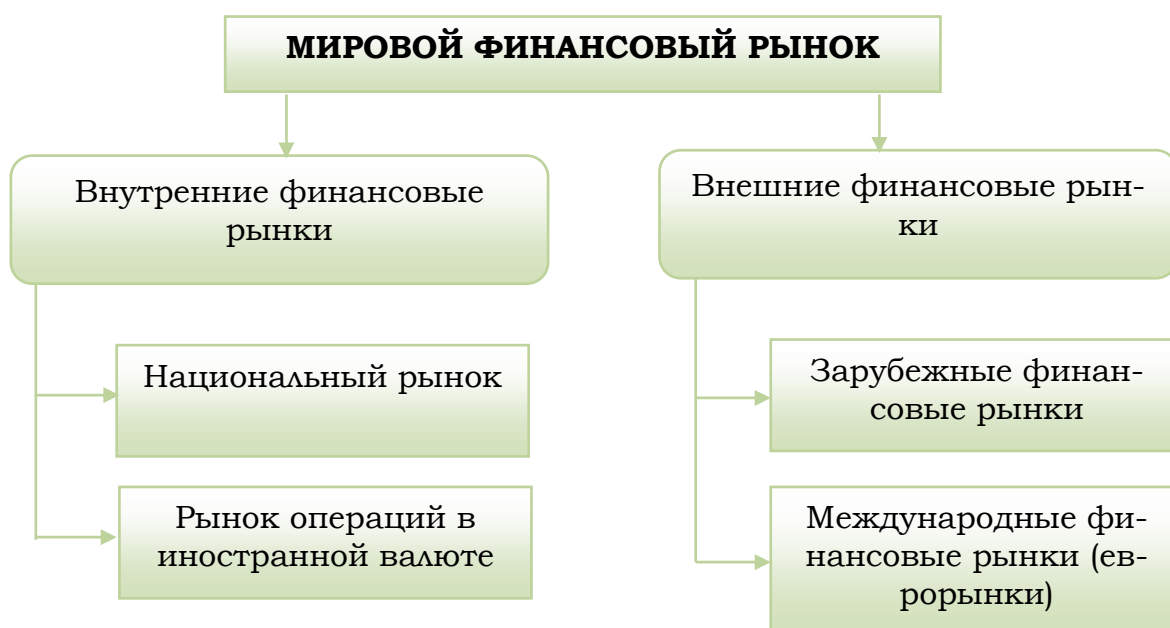 МИРОВОЙ ФИНАНСОВЫЙ РЫНОК
Внутренние финансовые
рынки
Национальный рынок
Рынок операций в
иностранной валюте
Внешние финансовые рын-
ки
Зарубежные финан-
совые рынки
Международные фи-
нансовые рынки (ев-
рорынки)